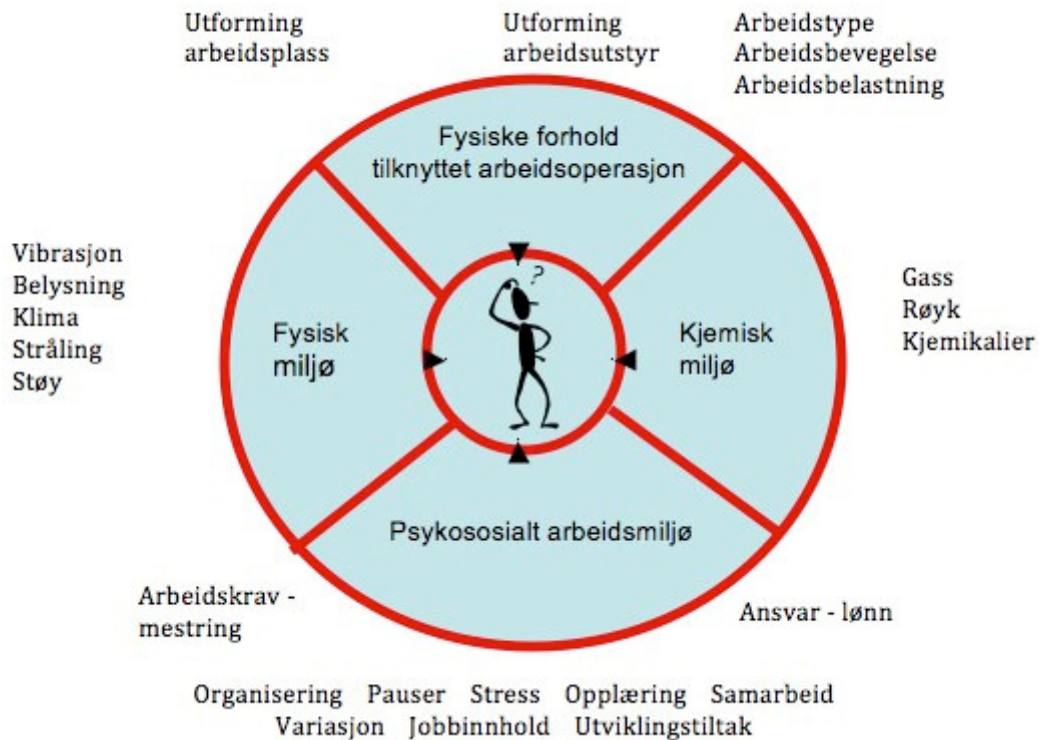 Utforming
arbeidsplass
Utforming
arbeidsutstyr
Arbeidstype
Arbeidsbevegelse
Arbeidsbelastning
Fysiske forhold
tilknyttet arbeidsoperasjon
Vibrasjon
Belysning
Klima
Stråling
Støy
Fysisk
miljø
?
Kjemisk
miljø
Gass
Røyk
Kjemikalier
Psykososialt arbeidsmiljø
Arbeidskrav -
mestring
Ansvar - lønn
Organisering Pauser Stress Opplæring Samarbeid
Variasjon Jobbinnhold Utviklingstiltak